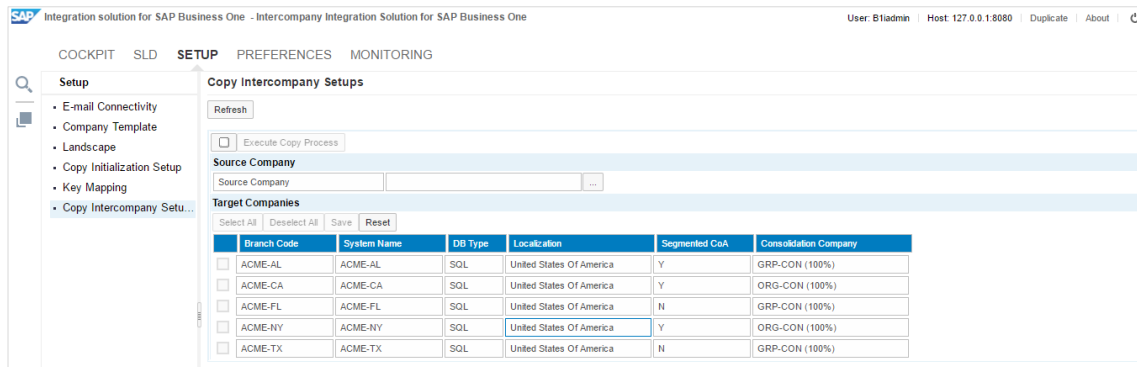 SAP Integration solution for SAP Business One - Intercompany Integration Solution for SAP Business One User: B1iadmin Host: 127.0.0.1:8080 Duplicate About
COCKPIT SLD SETUP PREFERENCES MONITORING
Setup
E-mail Connectivity
Company Template
Landscape
Copy Initialization Setup
Key Mapping
Copy Intercompany Setu...
Copy Intercompany Setups
Refresh
Execute Copy Process
Source Company
Source Company ...
Target Companies
Select All Deselect All Save Reset
Branch Code System Name DB Type Localization Segmented CoA Consolidation Company
ACME-AL ACME-AL SQL United States Of America Y GRP-CON (100%)
ACME-CA ACME-CA SQL United States Of America Y ORG-CON (100%)
ACME-FL ACME-FL SQL United States Of America N GRP-CON (100%)
ACME-NY ACME-NY SQL United States Of America Y ORG-CON (100%)
ACME-TX ACME-TX SQL United States Of America N GRP-CON (100%)